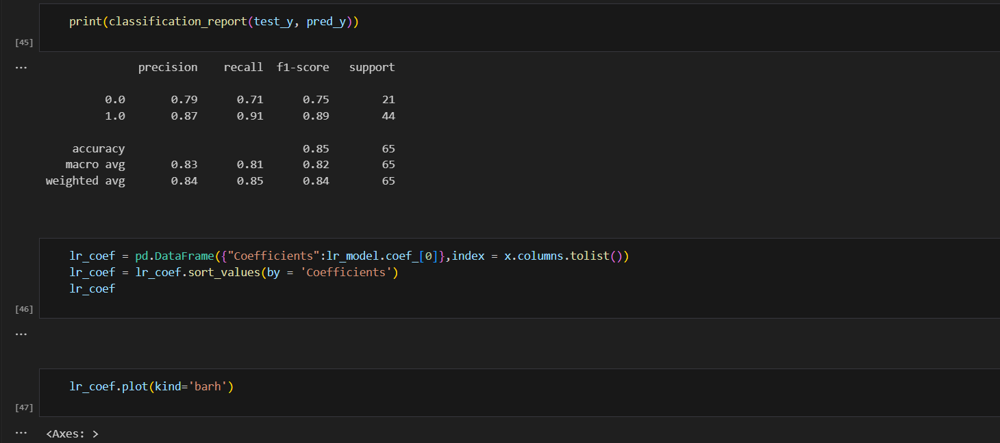 print(classification_report(test_y, pred_y))
[45]
...
precision recall f1-score support
0.0 0.79 0.71 0.75 21
1.0 0.87 0.91 0.89 44
accuracy 0.85 65
macro avg 0.83 0.81 0.82 65
weighted avg 0.84 0.85 0.84 65
lr_coef = pd.DataFrame({"Coefficients":lr_model.coef_[0]},index = x.columns.tolist())
lr_coef = lr_coef.sort_values(by = 'Coefficients')
lr_coef
[46]
...
lr_coef.plot(kind='barh')
[47]
... <Axes: >